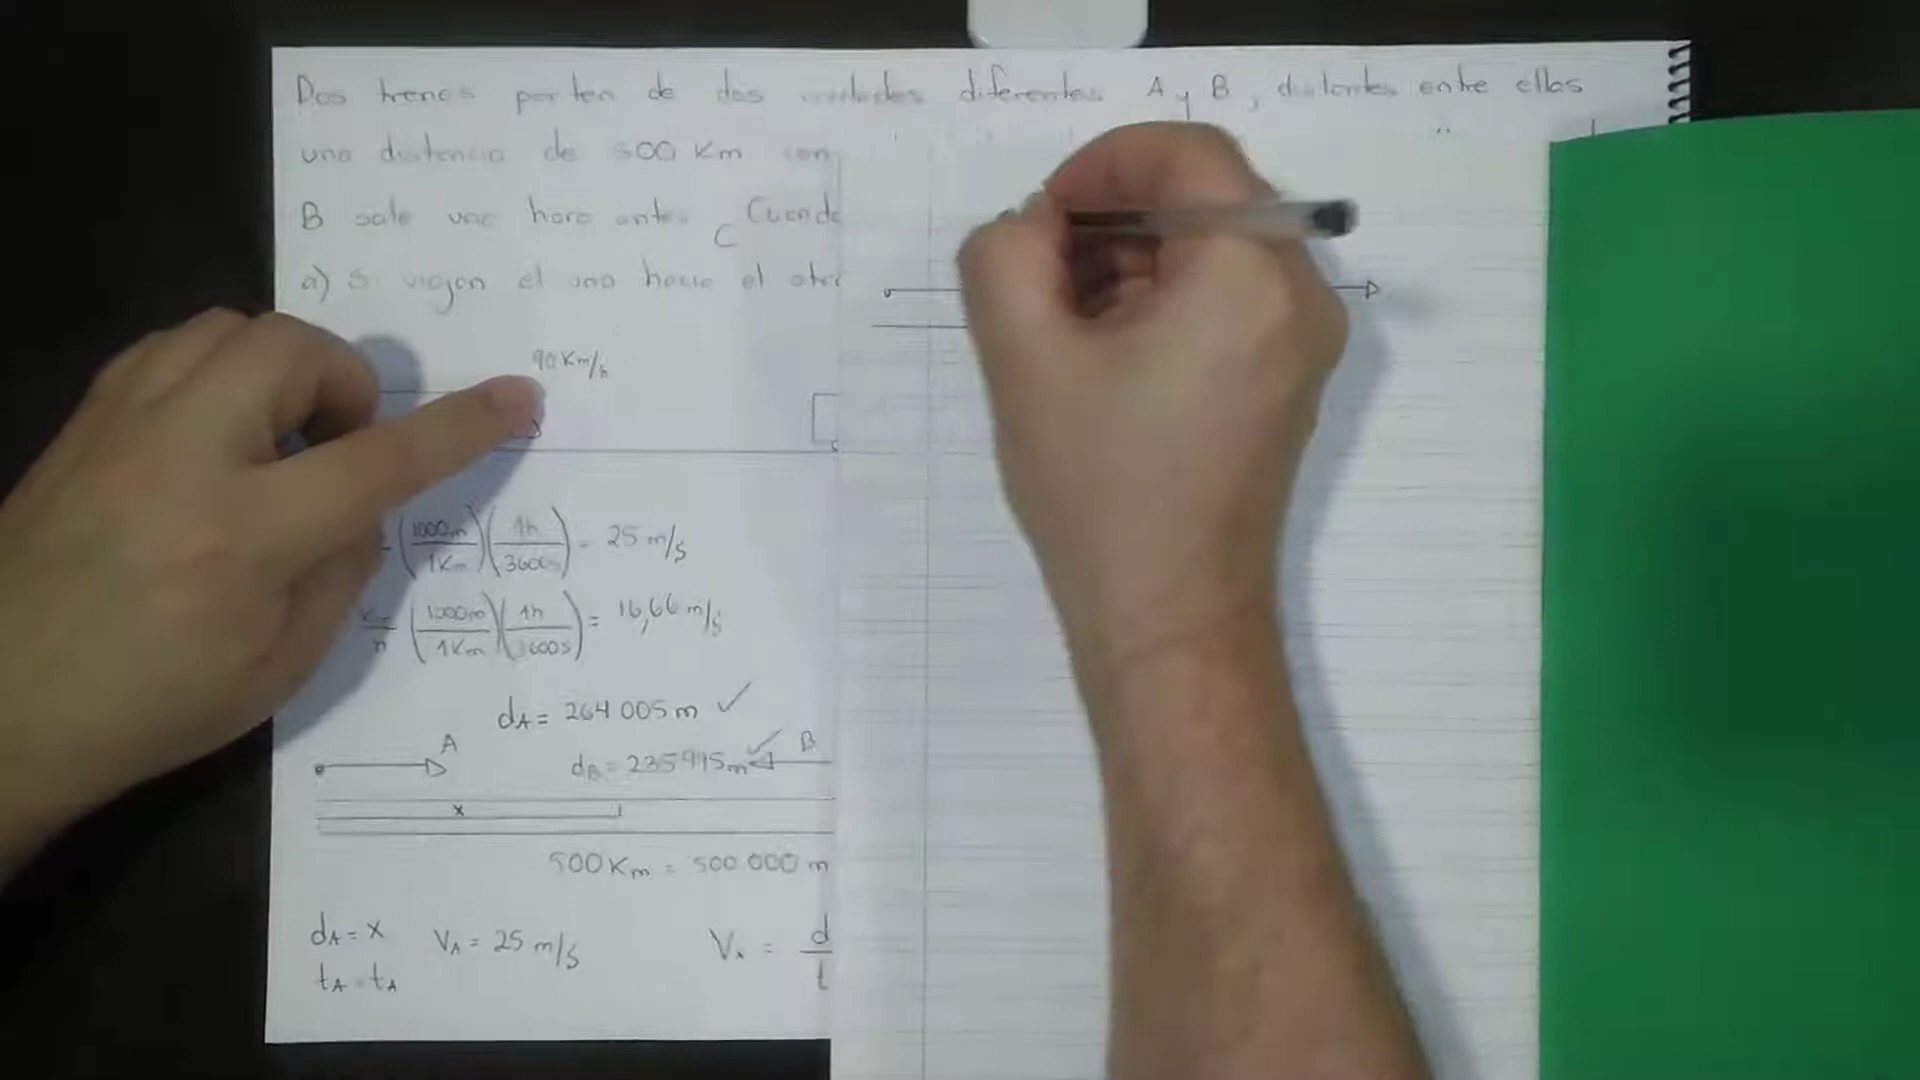 Dos trenes parten de dos ciudades diferentes A y B, distantes entre ellas
una distancia de 500 Km con
B sale una hora antes ¿Cuando
a) Si viajan el uno hacia el otro
90 Km/h
(1000m/1Km)(1h/3600s) = 25 m/s
Km/h (1000m/1Km)(1h/3600s) = 16,66 m/s
dA = 264 005 m ✓
A
dB = 235 995 m ✓
B
x
500 Km = 500 000 m
dA = x
VA = 25 m/s
d/t
tA = tA